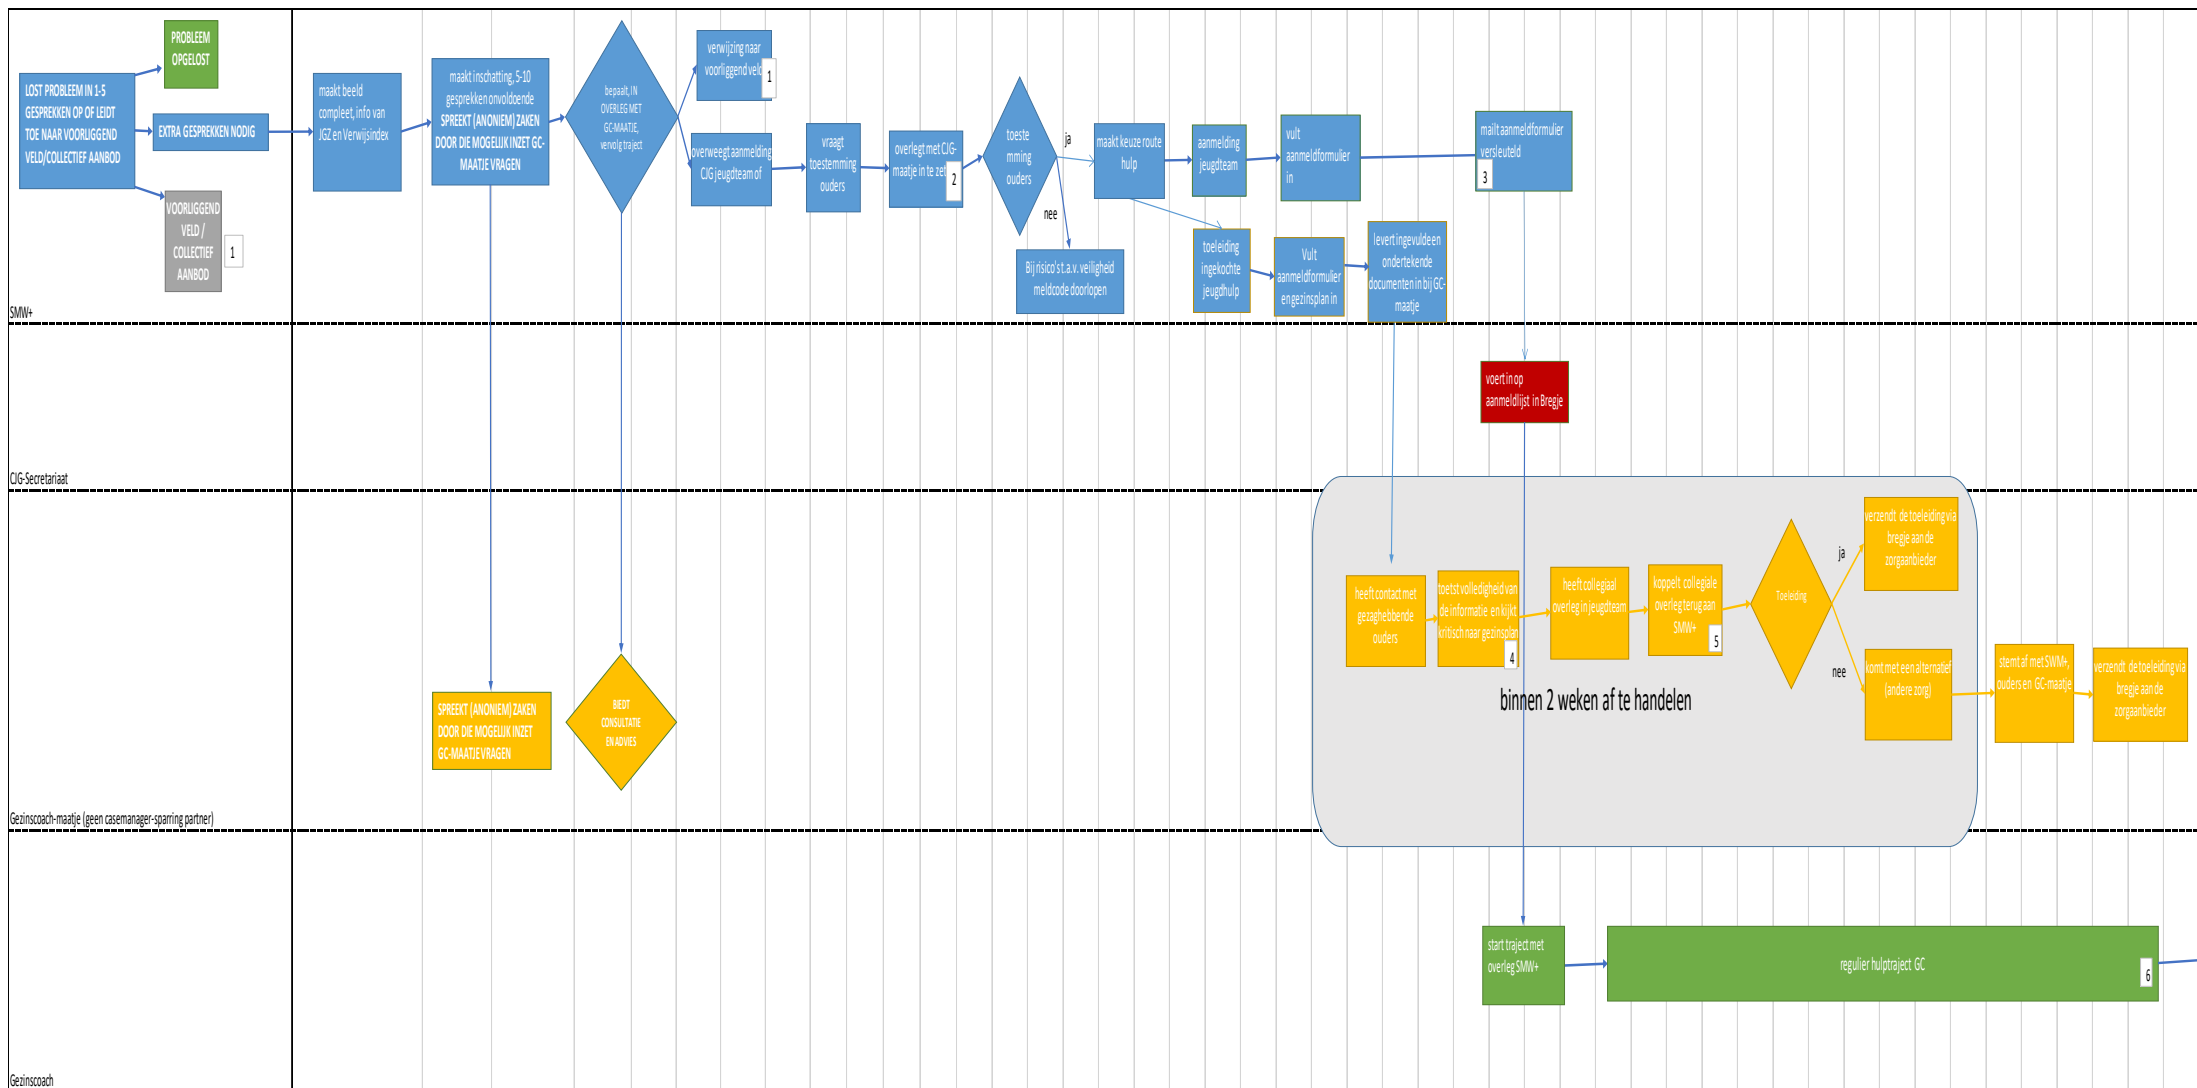 PROBLEEM
OPGELOST
LOST PROBLEEM IN 1-5
GESPREKKEN OP OF LEIDT
TOE NAAR VOORLIGGEND
VELD/COLLECTIEF AANBOD
EXTRA GESPREKKEN NODIG
VOORLIGGEND
VELD /
COLLECTIEF
AANBOD
1
SMW+
maakt beeld
compleet, info van
JGZ en Verwijsindex
maakt inschatting, 5-10
gesprekken onvoldoende
SPREEKT (ANONIEM) ZAKEN
DOOR DIE MOGELIJK INZET GC-
MAATJE VRAGEN
bepaalt, IN
OVERLEG MET
GC-MAATJE,
vervolg traject
verwijzing naar
voorliggend veld
1
overweegt aanmelding
CJG jeugdteam of
vraagt
toestemming
ouders
overlegt met CJG-
maatje in te zet
2
toeste
mming
ouders
ja
nee
Bij risico's t.a.v. veiligheid
meldcode doorlopen
maakt keuze route
hulp
aanmelding
jeugdteam
vult
aanmeldformulier
in
mailt aanmeldformulier
versleuteld
3
toeleiding
ingekochte
jeugdhulp
Vult
aanmeldformulier
en gezinsplan in
levert ingevulde en
ondertekende
documenten in bij GC-
maatje
voert in op
aanmeldlijst in Bregje
CJG-Secretariaat
SPREEKT (ANONIEM) ZAKEN
DOOR DIE MOGELIJK INZET
GC-MAATJE VRAGEN
BIEDT
CONSULTATIE
EN ADVIES
heeft contact met
gezaghebbende
ouders
toetst volledigheid van
de informatie en kijkt
kritisch naar gezinsplan
4
heeft collegiaal
overleg in jeugdteam
koppelt collegiale
overleg terug aan
SMW+
5
Toeleiding
ja
nee
verzendt de toeleiding via
bregje aan de
zorgaanbieder
komt met een alternatief
(andere zorg)
stemt af met SWM+,
ouders en GC-maatje
verzendt de toeleiding via
bregje aan de
zorgaanbieder
binnen 2 weken af te handelen
Gezinscoach-maatje (geen casemanager-sparring partner)
start traject met
overleg SMW+
regulier hulptraject GC
6
Gezinscoach